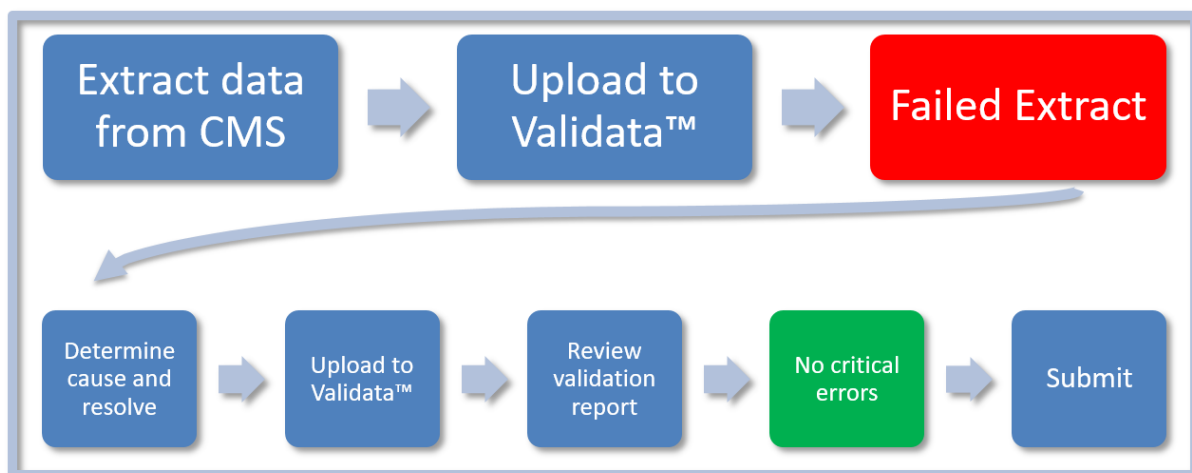 Extract data
from CMS
Upload to
Validata™
Failed Extract
Determine
cause and
resolve
Upload to
Validata™
Review
validation
report
No critical
errors
Submit